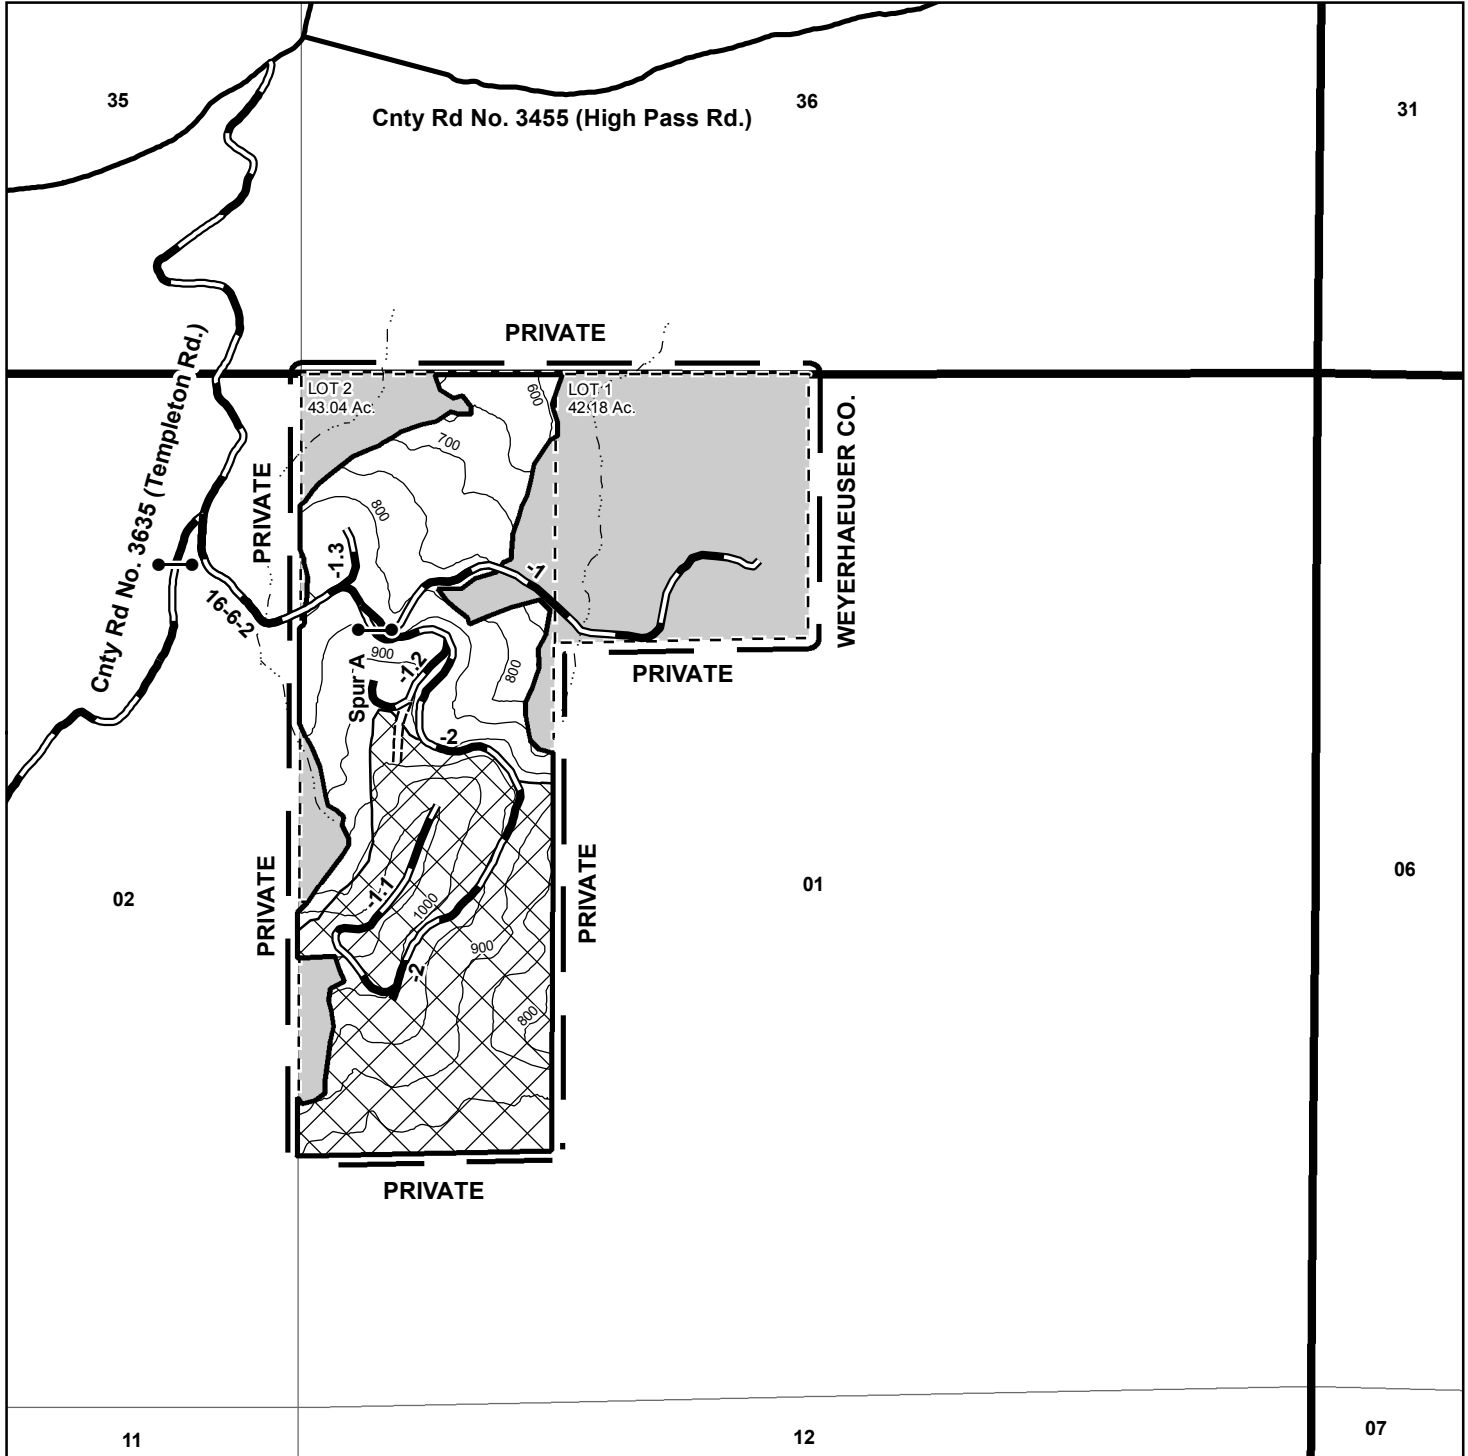 35
36
31
Cnty Rd No. 3455 (High Pass Rd.)
PRIVATE
Cnty Rd No. 3635 (Templeton Rd.)
LOT 2
43.04 Ac.
LOT 1
42.18 Ac.
600
700
800
PRIVATE
WEYERHAEUSER CO.
-1.3
-1
16-6-2
900
-1.2
800
Spur A
PRIVATE
-2
02
PRIVATE
-1.1
1000
900
-2
800
PRIVATE
01
06
PRIVATE
11
12
07